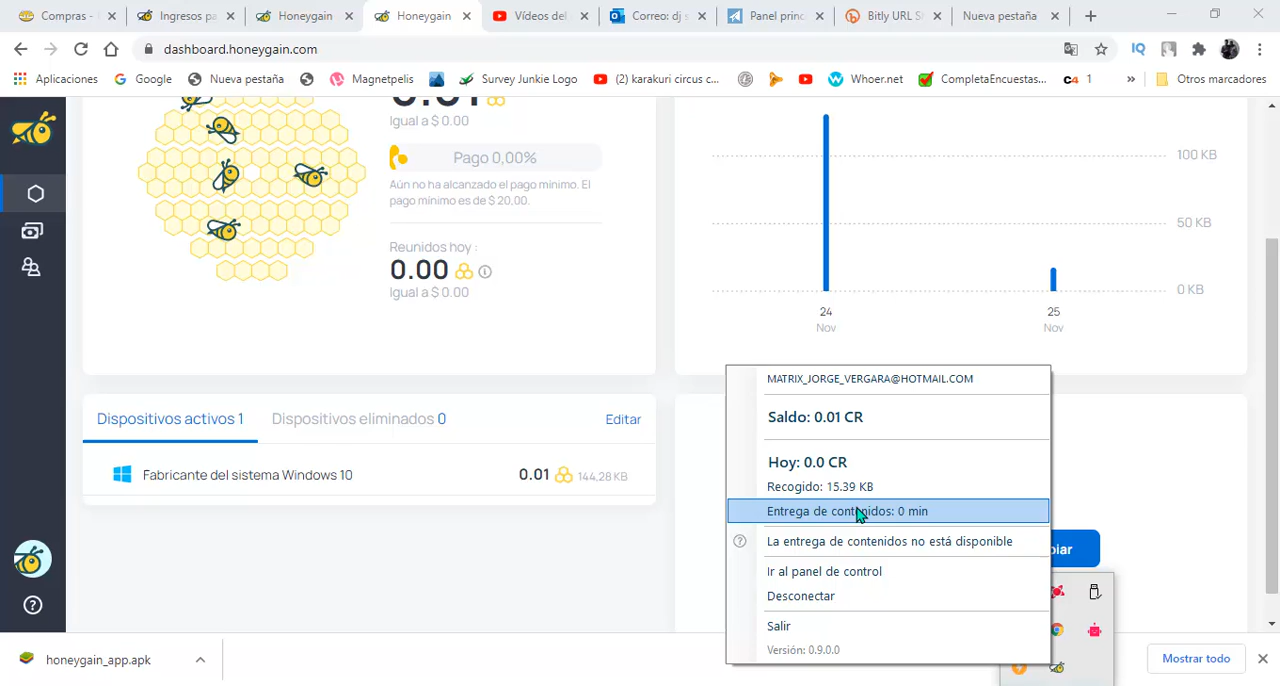 Compras -
Ingresos pa
Honeygain
Honeygain
Vídeos del
Correo: dj s
Panel princ
Bitly URL Sh
Nueva pestaña
dashboard.honeygain.com
Aplicaciones
Google
Nueva pestaña
Magnetpelis
Survey Junkie Logo
(2) karakuri circus c...
Whoer.net
CompletaEncuestas...
C4 1
»
Otros marcadores
0.01
Igual a $ 0.00
Pago 0,00%
Aún no ha alcanzado el pago mínimo. El
pago mínimo es de $ 20,00.
Reunidos hoy :
0.00
Igual a $ 0.00
100 KB
50 KB
0 KB
24
Nov
25
Nov
Dispositivos activos 1
Dispositivos eliminados 0
Editar
Fabricante del sistema Windows 10
0.01
144,28 KB
MATRIX_JORGE_VERGARA@HOTMAIL.COM
Saldo: 0.01 CR
Hoy: 0.0 CR
Recogido: 15.39 KB
Entrega de contenidos: 0 min
La entrega de contenidos no está disponible
Ir al panel de control
Desconectar
Salir
Versión: 0.9.0.0
piar
honeygain_app.apk
Mostrar todo